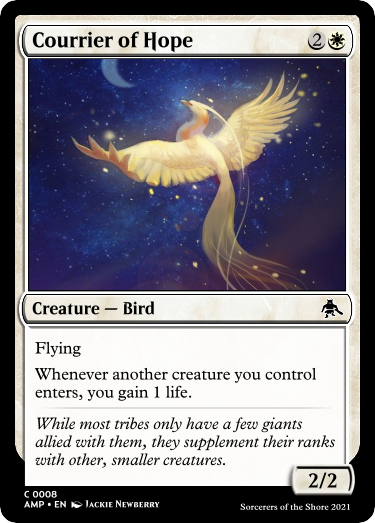 Courrier of Hope 2
Creature — Bird
Flying
Whenever another creature you control
enters, you gain 1 life.
While most tribes only have a few giants
allied with them, they supplement their ranks
with other, smaller creatures.
2/2
C 0008
AMP • EN Jackie Newberry
Sorcerers of the Shore 2021